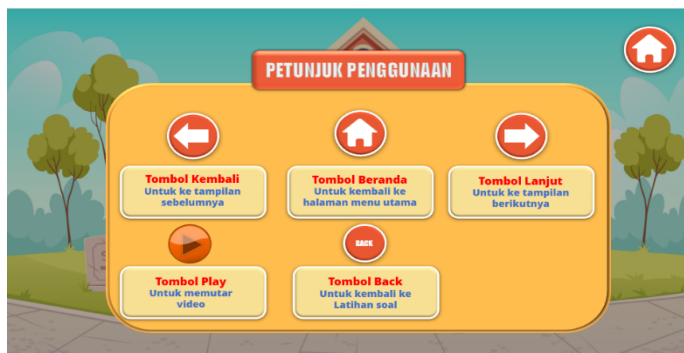 PETUNJUK PENGGUNAAN
Tombol Kembali
Untuk ke tampilan
sebelumnya
Tombol Beranda
Untuk kembali ke
halaman menu utama
Tombol Lanjut
Untuk ke tampilan
berikutnya
BACK
Tombol Play
Untuk memutar
video
Tombol Back
Untuk kembali ke
Latihan soal